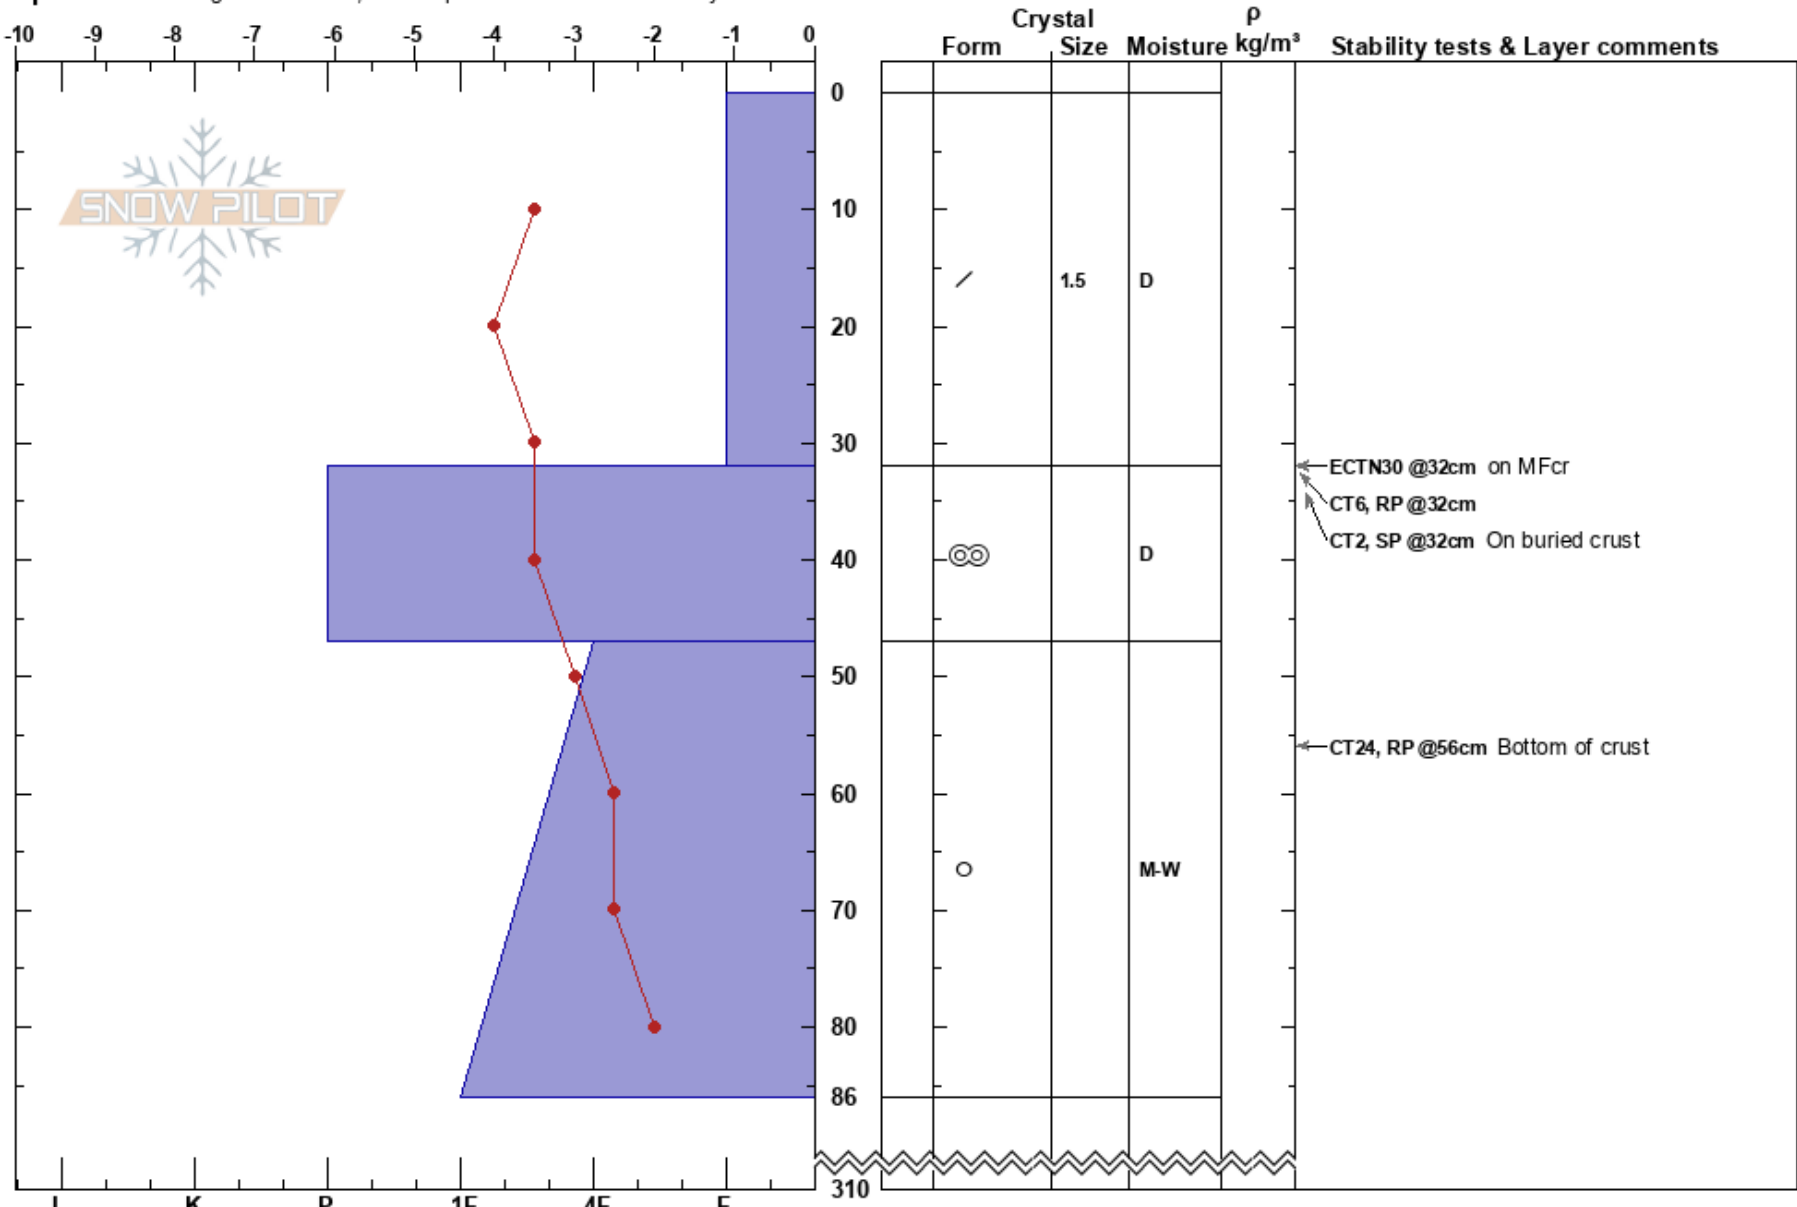 -10 -9 -8 -7 -6 -5 -4 -3 -2 -1 0
Crystal
ρ
Form Size Moisture kg/m³ Stability tests & Layer comments
0
SNOW PILOT
10
1.5 D
20
30
ECTN30 @32cm on MFcr
CT6, RP @32cm
CT2, SP @32cm On buried crust
40
D
50
CT24, RP @56cm Bottom of crust
60
M-W
70
80
86
310
I K P 1F 4F F